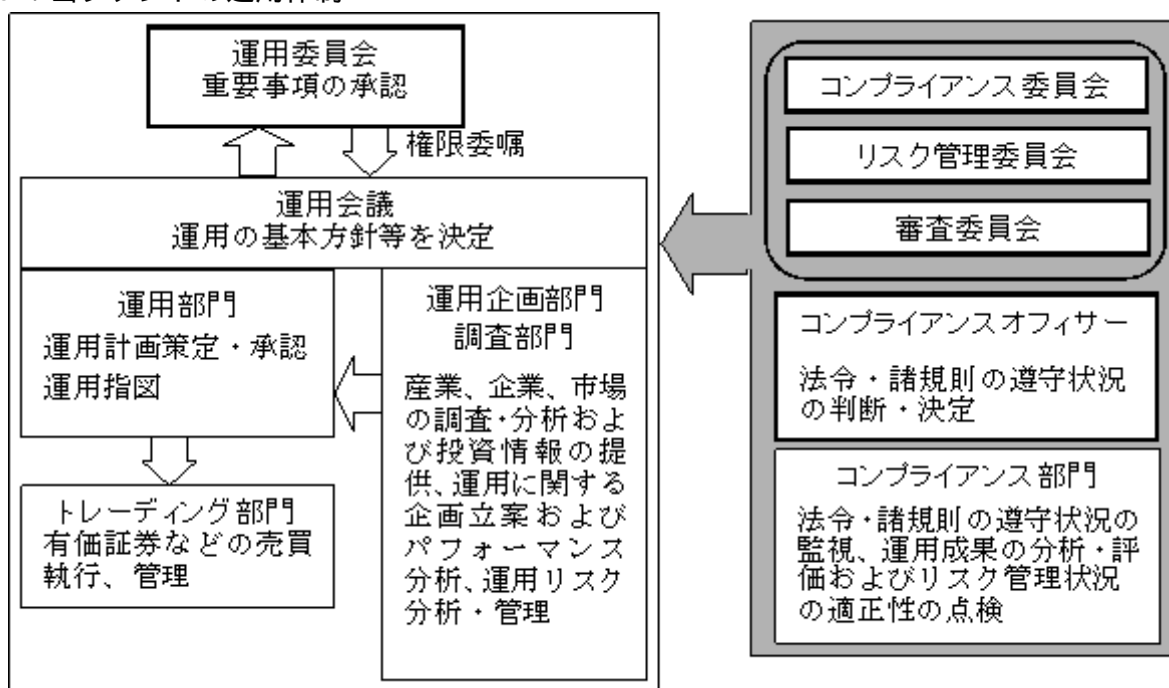 運用委員会
重要事項の承認
権限委嘱
運用会議
運用の基本方針等を決定
運用部門
運用計画策定・承認
運用指図
運用企画部門
調査部門
産業、企業、市場
の調査・分析およ
び投資情報の提
供、運用に関する
企画立案および
パフォーマンス
分析、運用リスク
分析・管理
トレーディング部門
有価証券などの売買
執行、管理
コンプライアンス委員会
リスク管理委員会
審査委員会
コンプライアンスオフィサー
法令・諸規則の遵守状況
の判断・決定
コンプライアンス部門
法令・諸規則の遵守状況の
監視、運用成果の分析・評
価およびリスク管理状況
の適正性の点検